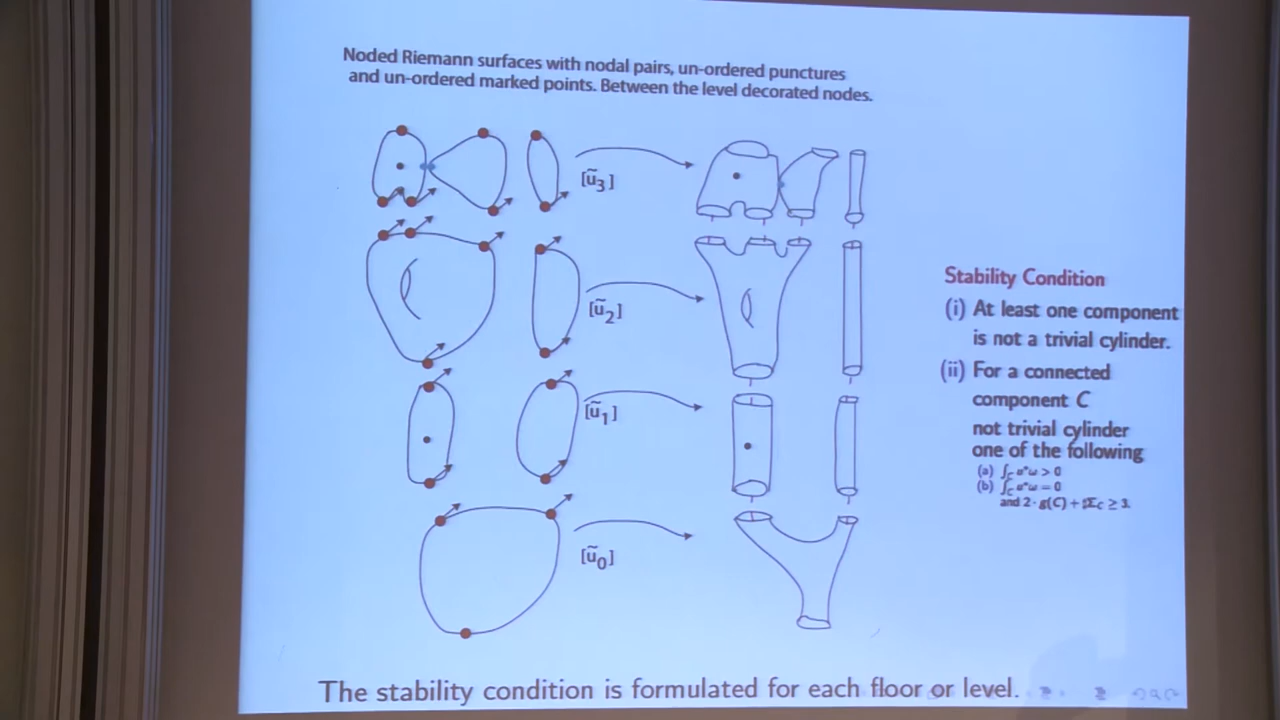 Noded Riemann surfaces with nodal pairs, un-ordered punctures
and un-ordered marked points. Between the level decorated nodes.
[ũ₃]
[ũ₂]
[ũ₁]
[ũ₀]
Stability Condition
(i) At least one component
is not a trivial cylinder.
(ii) For a connected
component C
not trivial cylinder
one of the following
(a) ∫_C u*ω > 0
(b) ∫_C u*ω = 0
and 2·g(C) + ♯Σ_C ≥ 3.
The stability condition is formulated for each floor or level.